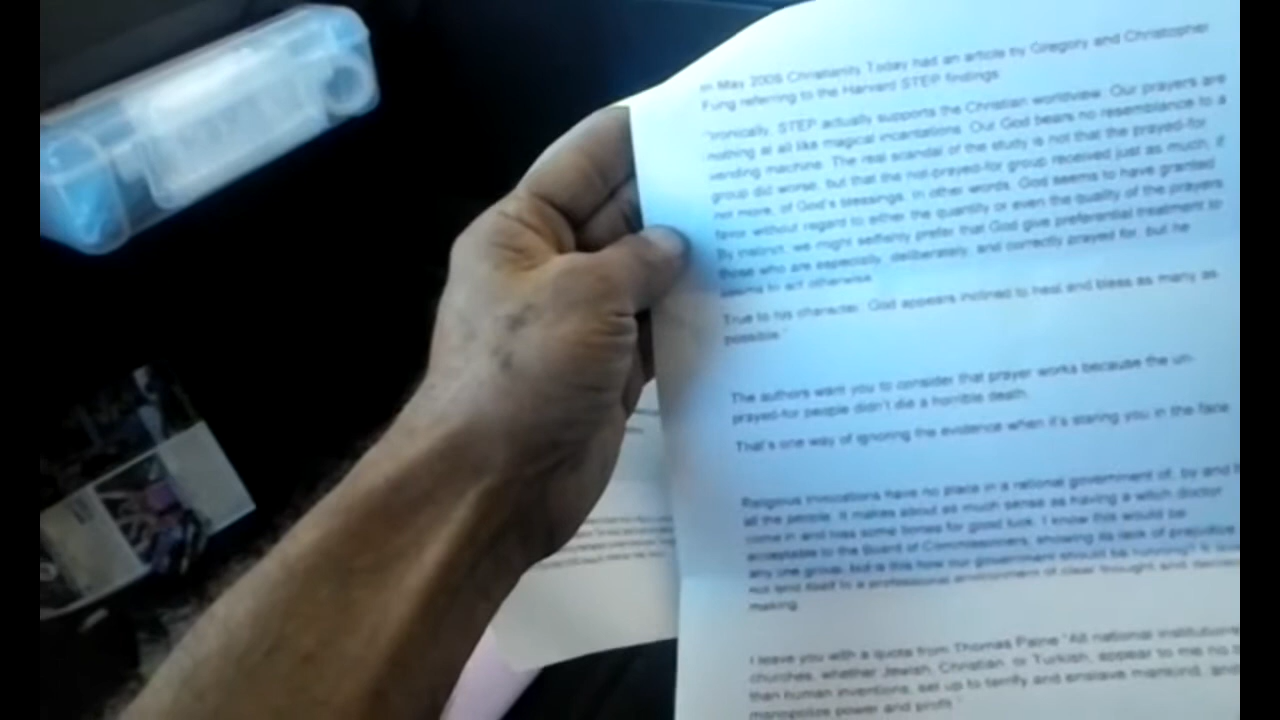 In May 2006 Christianity Today had an article by Gregory and Christopher
Fung referring to the Harvard STEP findings:
"Ironically, STEP actually supports the Christian worldview. Our prayers are
nothing at all like magical incantations. Our God bears no resemblance to a
vending machine. The real scandal of the study is not that the prayed-for
group did worse, but that the not-prayed-for group received just as much, if
not more, of God's blessings. In other words, God seems to have granted
favor without regard to either the quantity or even the quality of the prayers.
By instinct, we might selfishly prefer that God give preferential treatment to
those who are especially, deliberately, and correctly prayed for, but he
seems to act otherwise.
True to his character, God appears inclined to heal and bless as many as
possible."
The authors want you to consider that prayer works because the un-
prayed-for people didn't die a horrible death.
That's one way of ignoring the evidence when it's staring you in the face
Religious invocations have no place in a rational government of, by and
all the people. It makes about as much sense as having a witch doctor
come in and toss some bones for good luck. I know this would be
acceptable to the Board of Commissioners, showing its lack of prejudice
any one group, but is this how our government should be running? It
not lend itself to a professional environment of clear thought and
making.
I leave you with a quote from Thomas Paine "All national institutions
churches, whether Jewish, Christian or Turkish, appear to me no
than human inventions, set up to terrify and enslave mankind, and
monopolize power and profit."